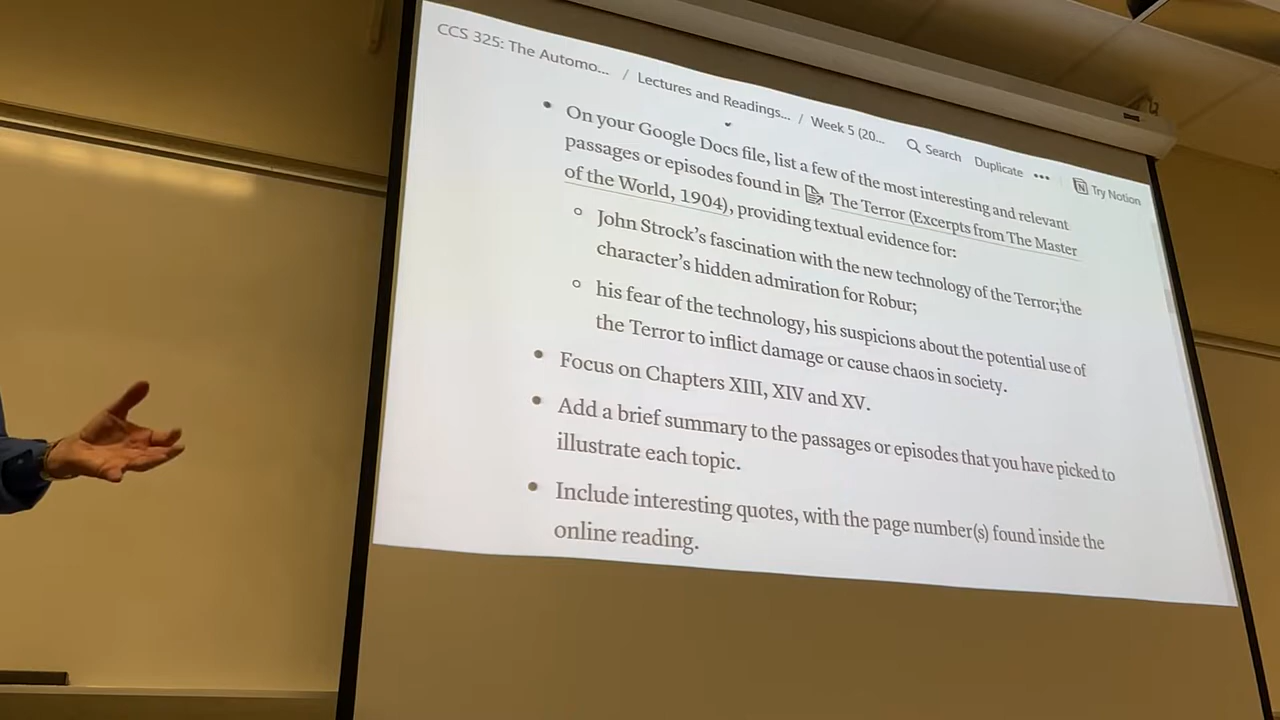 CCS 325: The Automo... / Lectures and Readings... / Week 5 (20... Search Duplicate ••• Try Notion
• On your Google Docs file, list a few of the most interesting and relevant
passages or episodes found in The Terror (Excerpts from The Master
of the World, 1904), providing textual evidence for:
◦ John Strock’s fascination with the new technology of the Terror; the
character’s hidden admiration for Robur;
◦ his fear of the technology, his suspicions about the potential use of
the Terror to inflict damage or cause chaos in society.
• Focus on Chapters XIII, XIV and XV.
• Add a brief summary to the passages or episodes that you have picked to
illustrate each topic.
• Include interesting quotes, with the page number(s) found inside the
online reading.